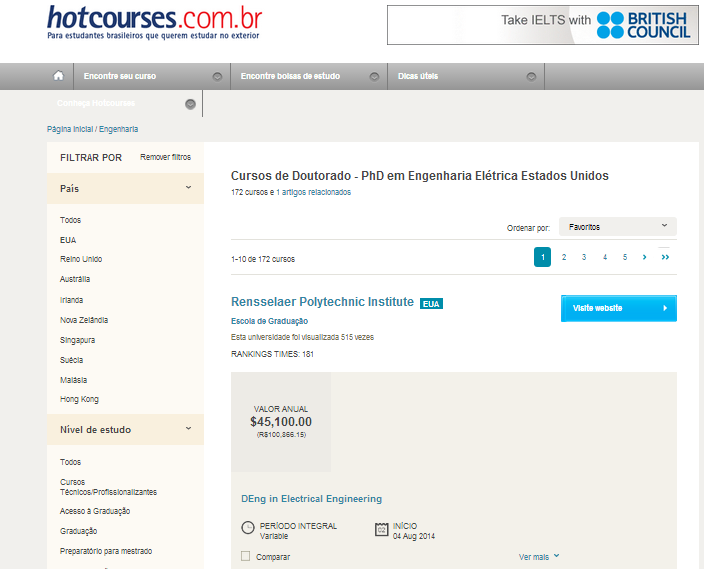 hotcourses.com.br
Para estudantes brasileiros que querem estudar no exterior
Take IELTS with BRITISH COUNCIL
Encontre seu curso
Encontre bolsas de estudo
Dicas úteis
Conheça Hotcourses
Página Inicial / Engenharia
FILTRAR POR Remover filtros
País
Todos
EUA
Reino Unido
Austrália
Irlanda
Nova Zelândia
Singapura
Suécia
Malásia
Hong Kong
Nível de estudo
Todos
Cursos
Técnicos/Profissionalizantes
Acesso à Graduação
Graduação
Preparatório para mestrado
Cursos de Doutorado - PhD em Engenharia Elétrica Estados Unidos
172 cursos e 1 artigos relacionados
Ordenar por: Favoritos
1-10 de 172 cursos
1 2 3 4 5 > >>
Rensselaer Polytechnic Institute EUA
Visite website
Escola de Graduação
Esta universidade foi visualizada 515 vezes
RANKINGS TIMES: 181
VALOR ANUAL
$45,100.00
(R$100,366.15)
DEng in Electrical Engineering
PERÍODO INTEGRAL
Variable
INÍCIO
04 Aug 2014
Comparar
Ver mais